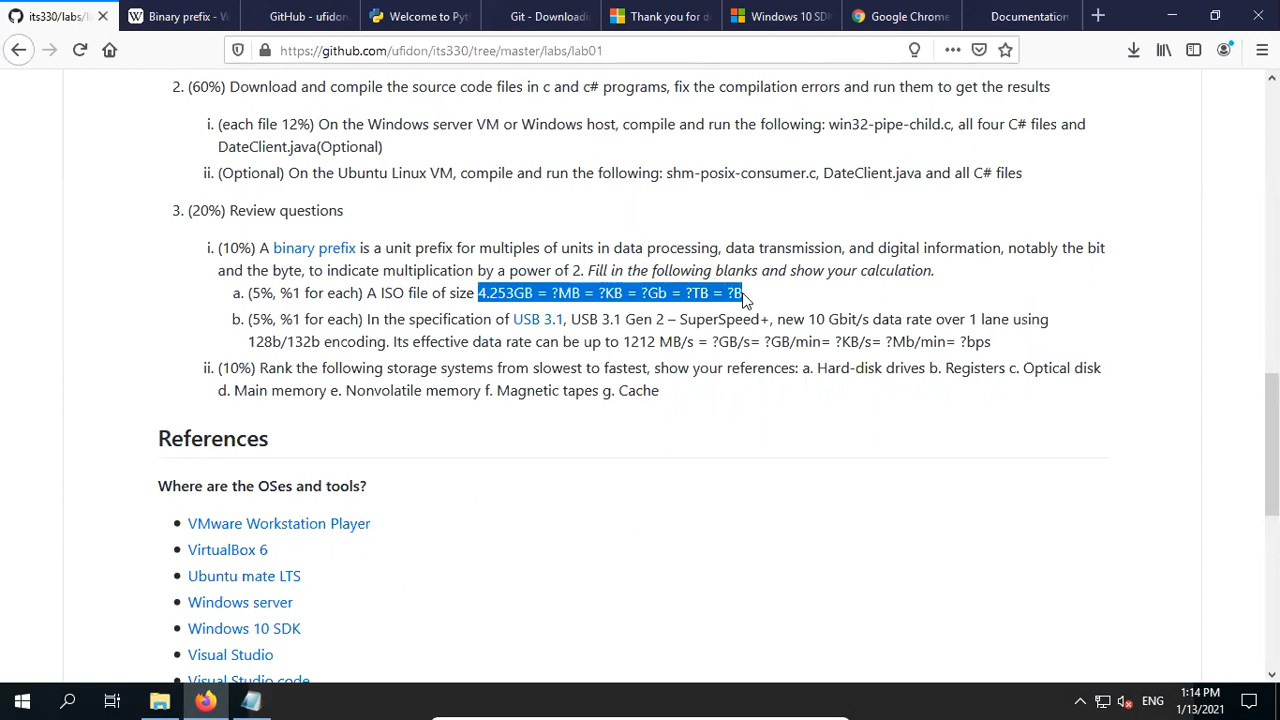 its330/labs/l
Binary prefix - W
GitHub - ufidon
Welcome to Pyt
Git - Downloadi
Thank you for d
Windows 10 SDK
Google Chrome
Documentation
https://github.com/ufidon/its330/tree/master/labs/lab01
2. (60%) Download and compile the source code files in c and c# programs, fix the compilation errors and run them to get the results
i. (each file 12%) On the Windows server VM or Windows host, compile and run the following: win32-pipe-child.c, all four C# files and
DateClient.java(Optional)
ii. (Optional) On the Ubuntu Linux VM, compile and run the following: shm-posix-consumer.c, DateClient.java and all C# files
3. (20%) Review questions
i. (10%) A binary prefix is a unit prefix for multiples of units in data processing, data transmission, and digital information, notably the bit
and the byte, to indicate multiplication by a power of 2. Fill in the following blanks and show your calculation.
a. (5%, %1 for each) A ISO file of size 4.253GB = ?MB = ?KB = ?Gb = ?TB = ?B
b. (5%, %1 for each) In the specification of USB 3.1, USB 3.1 Gen 2 – SuperSpeed+, new 10 Gbit/s data rate over 1 lane using
128b/132b encoding. Its effective data rate can be up to 1212 MB/s = ?GB/s= ?GB/min= ?KB/s= ?Mb/min= ?bps
ii. (10%) Rank the following storage systems from slowest to fastest, show your references: a. Hard-disk drives b. Registers c. Optical disk
d. Main memory e. Nonvolatile memory f. Magnetic tapes g. Cache
References
Where are the OSes and tools?
• VMware Workstation Player
• VirtualBox 6
• Ubuntu mate LTS
• Windows server
• Windows 10 SDK
• Visual Studio
• Visual Studio code
ENG
1:14 PM
1/13/2021